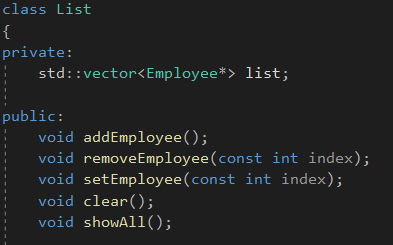 class List
{
private:
    std::vector<Employee*> list;
public:
    void addEmployee();
    void removeEmployee(const int index);
    void setEmployee(const int index);
    void clear();
    void showAll();